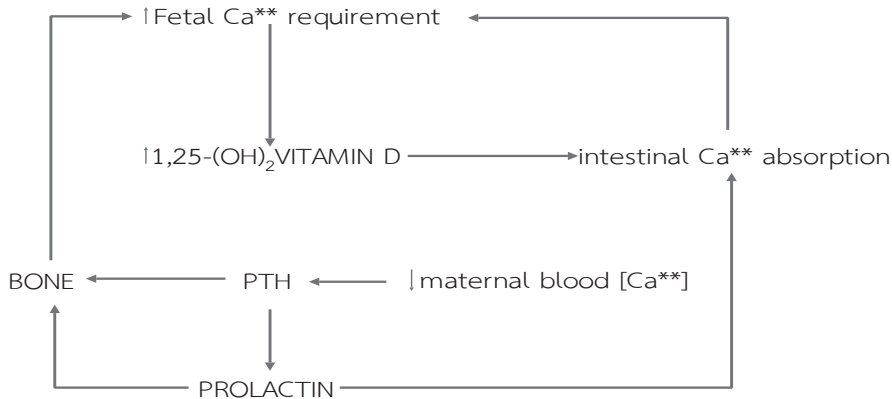 ↑Fetal Ca** requirement
↑1,25-(OH)₂VITAMIN D
intestinal Ca** absorption
BONE
PTH
↓maternal blood [Ca**]
PROLACTIN